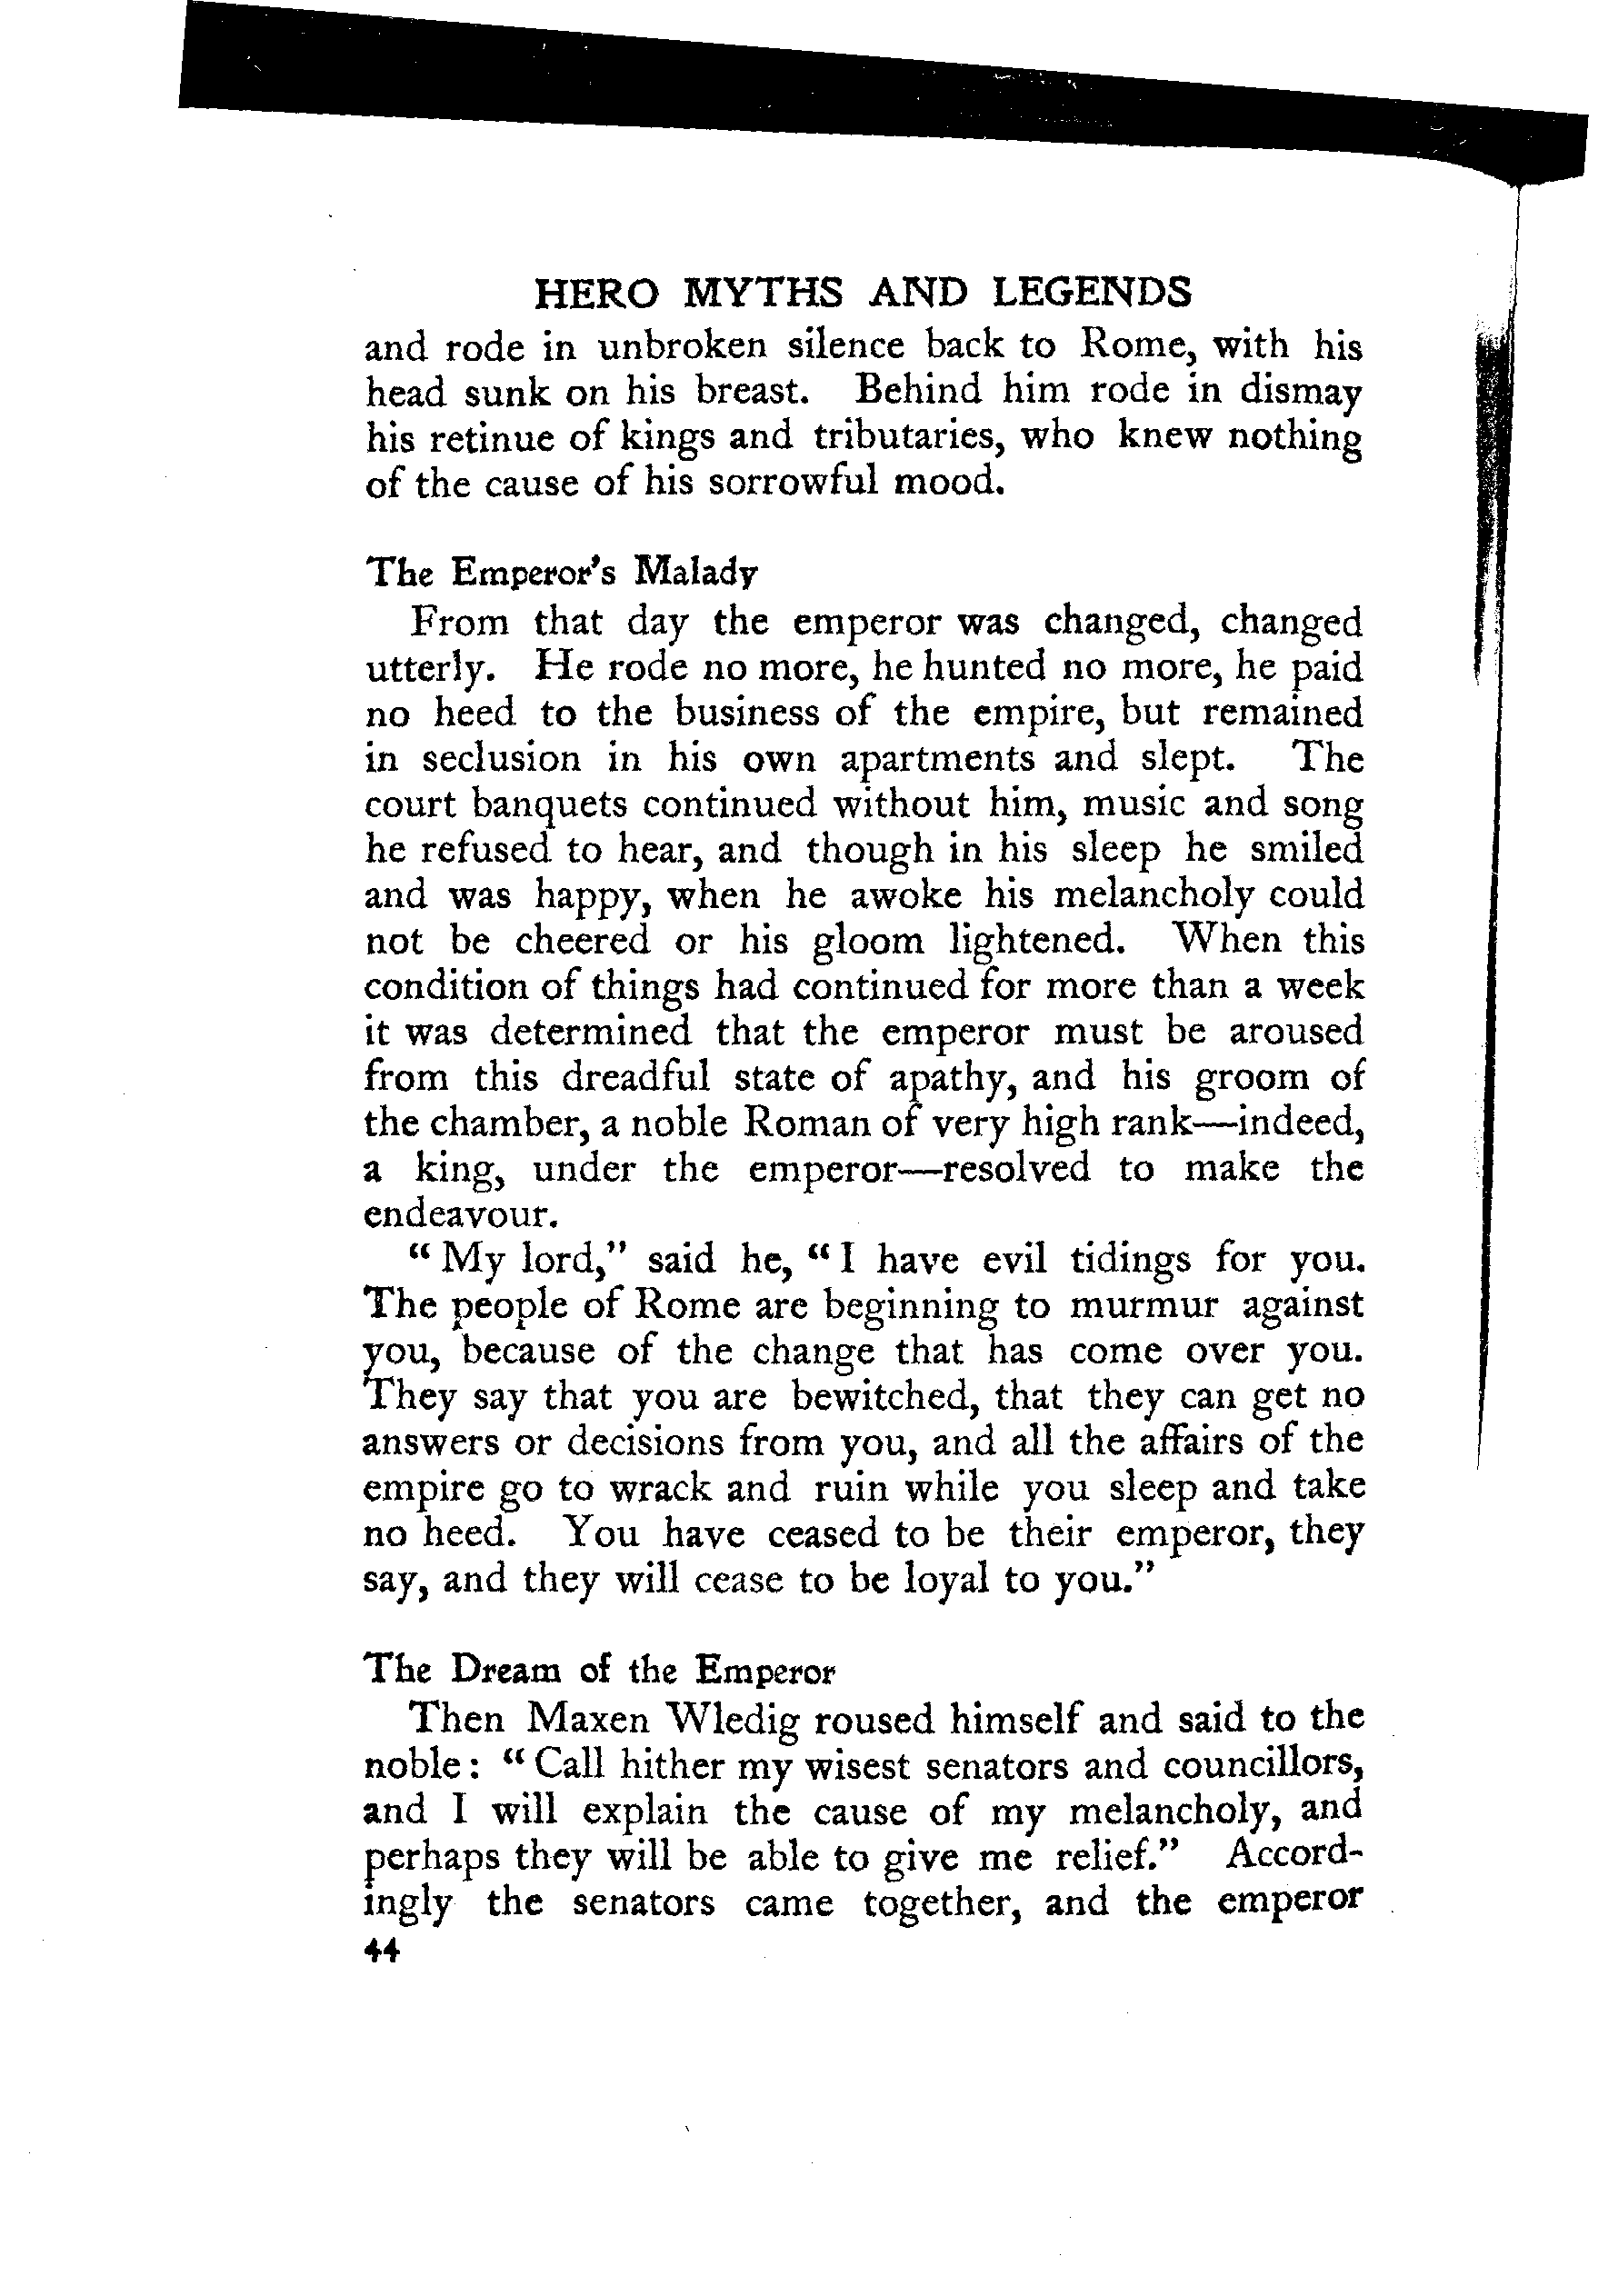 HERO MYTHS AND LEGENDS
and rode in unbroken silence back to Rome, with his
head sunk on his breast. Behind him rode in dismay
his retinue of kings and tributaries, who knew nothing
of the cause of his sorrowful mood.
The Emperor's Malady
From that day the emperor was changed, changed
utterly. He rode no more, he hunted no more, he paid
no heed to the business of the empire, but remained
in seclusion in his own apartments and slept. The
court banquets continued without him, music and song
he refused to hear, and though in his sleep he smiled
and was happy, when he awoke his melancholy could
not be cheered or his gloom lightened. When this
condition of things had continued for more than a week
it was determined that the emperor must be aroused
from this dreadful state of apathy, and his groom of
the chamber, a noble Roman of very high rank—indeed,
a king, under the emperor—resolved to make the
endeavour.
“ My lord,” said he, “ I have evil tidings for you.
The people of Rome are beginning to murmur against
you, because of the change that has come over you.
They say that you are bewitched, that they can get no
answers or decisions from you, and all the affairs of the
empire go to wrack and ruin while you sleep and take
no heed. You have ceased to be their emperor, they
say, and they will cease to be loyal to you.”
The Dream of the Emperor
Then Maxen Wledig roused himself and said to the
noble : “ Call hither my wisest senators and councillors,
and I will explain the cause of my melancholy, and
perhaps they will be able to give me relief.” Accord-
ingly the senators came together, and the emperor
44